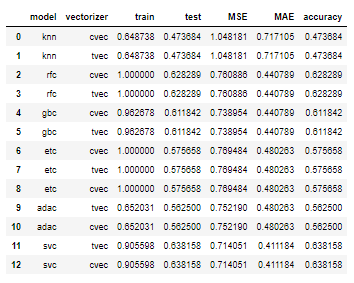 model vectorizer train test MSE MAE accuracy
0 knn cvec 0.648738 0.473684 1.048181 0.717105 0.473684
1 knn tvec 0.648738 0.473684 1.048181 0.717105 0.473684
2 rfc cvec 1.000000 0.628289 0.760886 0.440789 0.628289
3 rfc tvec 1.000000 0.628289 0.760886 0.440789 0.628289
4 gbc cvec 0.962678 0.611842 0.738954 0.440789 0.611842
5 gbc tvec 0.962678 0.611842 0.738954 0.440789 0.611842
6 etc cvec 1.000000 0.575658 0.769484 0.480263 0.575658
7 etc tvec 1.000000 0.575658 0.769484 0.480263 0.575658
8 etc cvec 1.000000 0.575658 0.769484 0.480263 0.575658
9 adac tvec 0.652031 0.562500 0.752190 0.480263 0.562500
10 adac cvec 0.652031 0.562500 0.752190 0.480263 0.562500
11 svc tvec 0.905598 0.638158 0.714051 0.411184 0.638158
12 svc cvec 0.905598 0.638158 0.714051 0.411184 0.638158